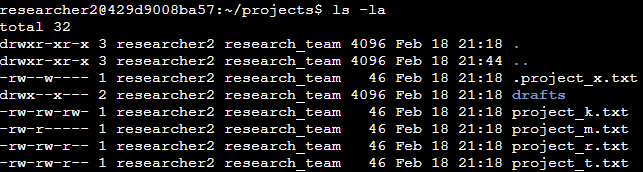 researcher2@429d9008ba57:~/projects$ ls -la
total 32
drwxr-xr-x 3 researcher2 research_team 4096 Feb 18 21:18 .
drwxr-xr-x 3 researcher2 research_team 4096 Feb 18 21:44 ..
-rw--w---- 1 researcher2 research_team   46 Feb 18 21:18 .project_x.txt
drwx--x--- 2 researcher2 research_team 4096 Feb 18 21:18 drafts
-rw-rw-rw- 1 researcher2 research_team   46 Feb 18 21:18 project_k.txt
-rw-r----- 1 researcher2 research_team   46 Feb 18 21:18 project_m.txt
-rw-rw-r-- 1 researcher2 research_team   46 Feb 18 21:18 project_r.txt
-rw-rw-r-- 1 researcher2 research_team   46 Feb 18 21:18 project_t.txt